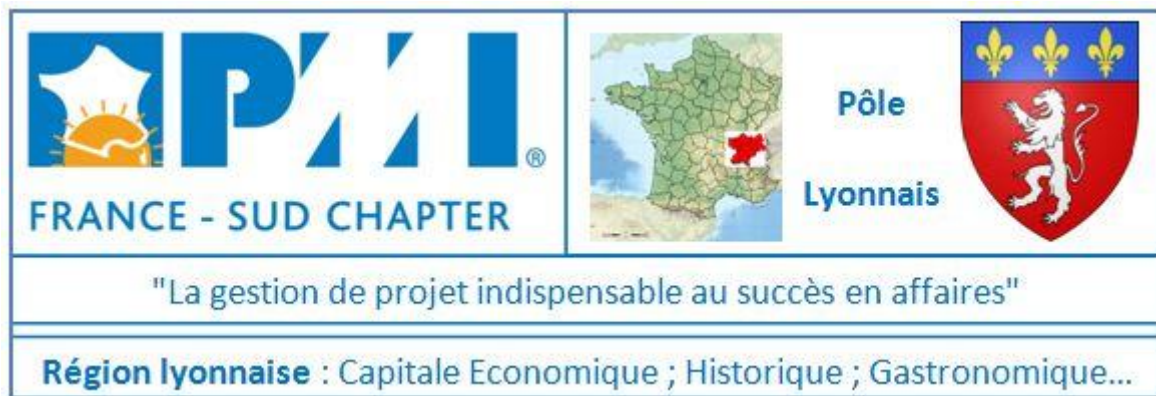 PMI®
FRANCE - SUD CHAPTER
Pôle
Lyonnais
"La gestion de projet indispensable au succès en affaires"
Région lyonnaise : Capitale Economique ; Historique ; Gastronomique...